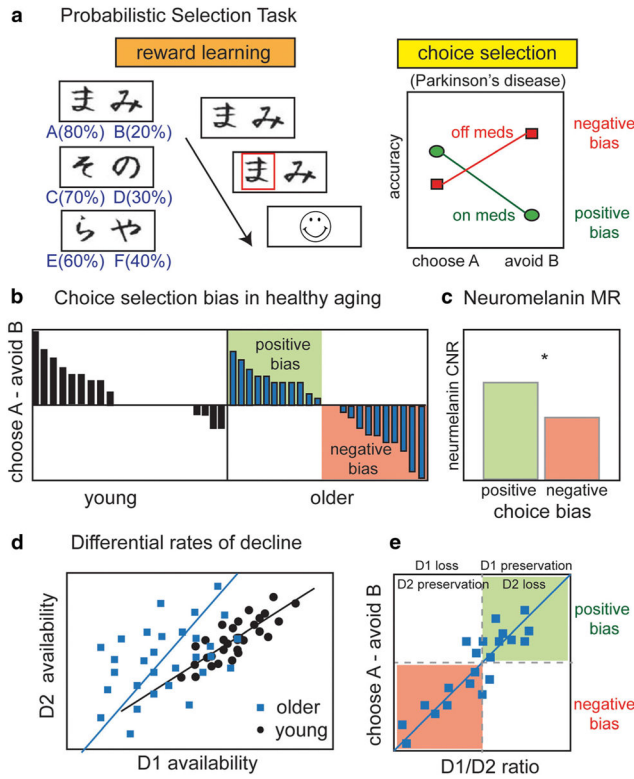 a Probabilistic Selection Task
reward learning
choice selection
(Parkinson's disease)
ま み
A(80%) B(20%)
そ の
C(70%) D(30%)
ら や
E(60%) F(40%)
ま み
ま み
accuracy
off meds
on meds
negative
bias
positive
bias
choose A avoid B
b Choice selection bias in healthy aging
choose A - avoid B
positive
bias
negative
bias
young older
c Neuromelanin MR
neurmelanin CNR
*
positive negative
choice bias
d Differential rates of decline
D2 availability
older
young
D1 availability
e
D1 loss D1 preservation
D2 preservation D2 loss
choose A - avoid B
positive
bias
negative
bias
D1/D2 ratio